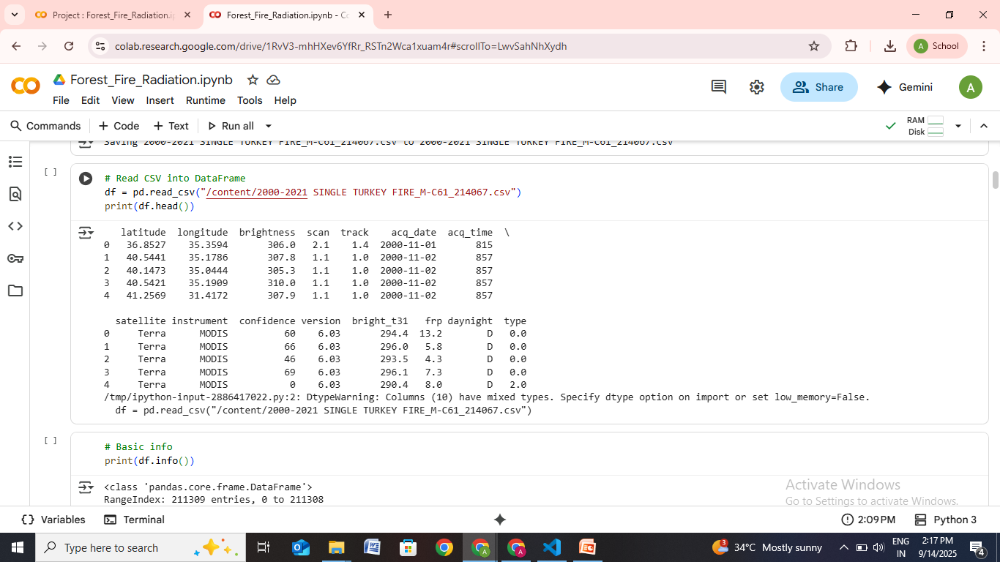 Project : Forest_Fire_Radiation.i
Forest_Fire_Radiation.ipynb - Co
colab.research.google.com/drive/1RvV3-mhHXev6YfRr_RSTn2Wca1xuam4r#scrollTo=LwvSahNhXydh
A School
Forest_Fire_Radiation.ipynb
File Edit View Insert Runtime Tools Help
Share
Gemini
A
Commands + Code + Text Run all
RAM
Disk
Saving 2000-2021 SINGLE TURKEY FIRE_M-C61_214067.csv to 2000-2021 SINGLE TURKEY FIRE_M-C61_214067.csv
[ ]
# Read CSV into DataFrame
df = pd.read_csv("/content/2000-2021 SINGLE TURKEY FIRE_M-C61_214067.csv")
print(df.head())
latitude longitude brightness scan track acq_date acq_time \
0 36.8527 35.3594 306.0 2.1 1.4 2000-11-01 815
1 40.5441 35.1786 307.8 1.1 1.0 2000-11-02 857
2 40.1473 35.0444 305.3 1.1 1.0 2000-11-02 857
3 40.5421 35.1909 310.0 1.1 1.0 2000-11-02 857
4 41.2569 31.4172 307.9 1.1 1.0 2000-11-02 857
satellite instrument confidence version bright_t31 frp daynight type
0 Terra MODIS 60 6.03 294.4 13.2 D 0.0
1 Terra MODIS 66 6.03 296.0 5.8 D 0.0
2 Terra MODIS 46 6.03 293.5 4.3 D 0.0
3 Terra MODIS 69 6.03 296.1 7.3 D 0.0
4 Terra MODIS 0 6.03 290.4 8.0 D 2.0
/tmp/ipython-input-2886417022.py:2: DtypeWarning: Columns (10) have mixed types. Specify dtype option on import or set low_memory=False.
df = pd.read_csv("/content/2000-2021 SINGLE TURKEY FIRE_M-C61_214067.csv")
[ ]
# Basic info
print(df.info())
<class 'pandas.core.frame.DataFrame'>
RangeIndex: 211309 entries, 0 to 211308
Activate Windows
Go to Settings to activate Windows.
{} Variables Terminal
2:09 PM Python 3
Type here to search
3 34°C Mostly sunny
ENG
IN
2:17 PM
9/14/2025
4